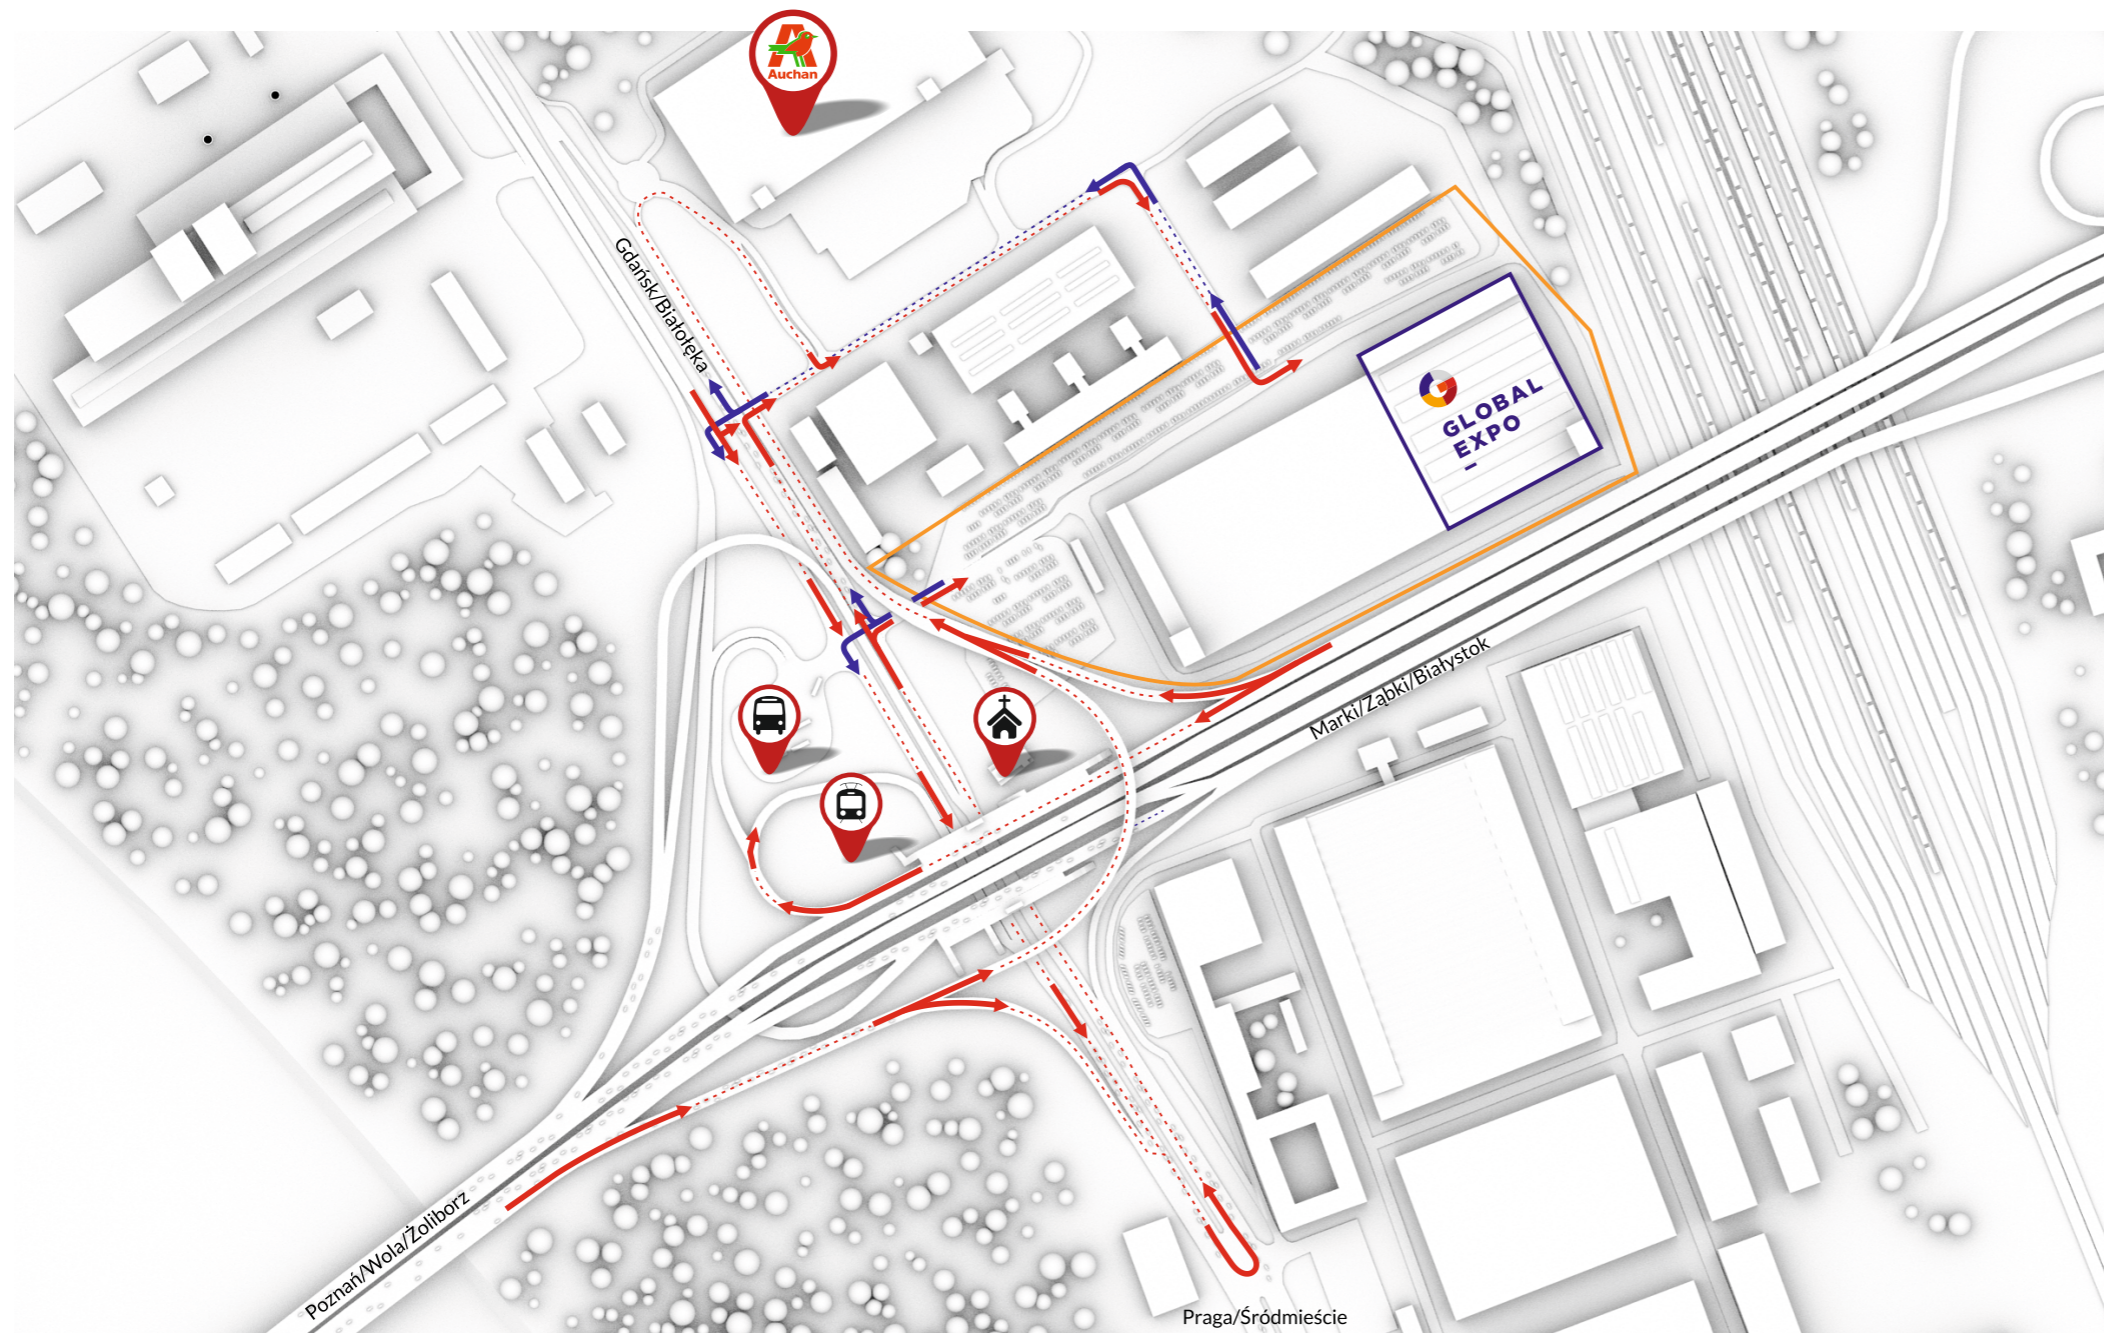 Auchan
Gdańsk/Białołęka
GLOBAL
EXPO
Marki/Ząbki/Białystok
Poznań/Wola/Żoliborz
Praga/Śródmieście